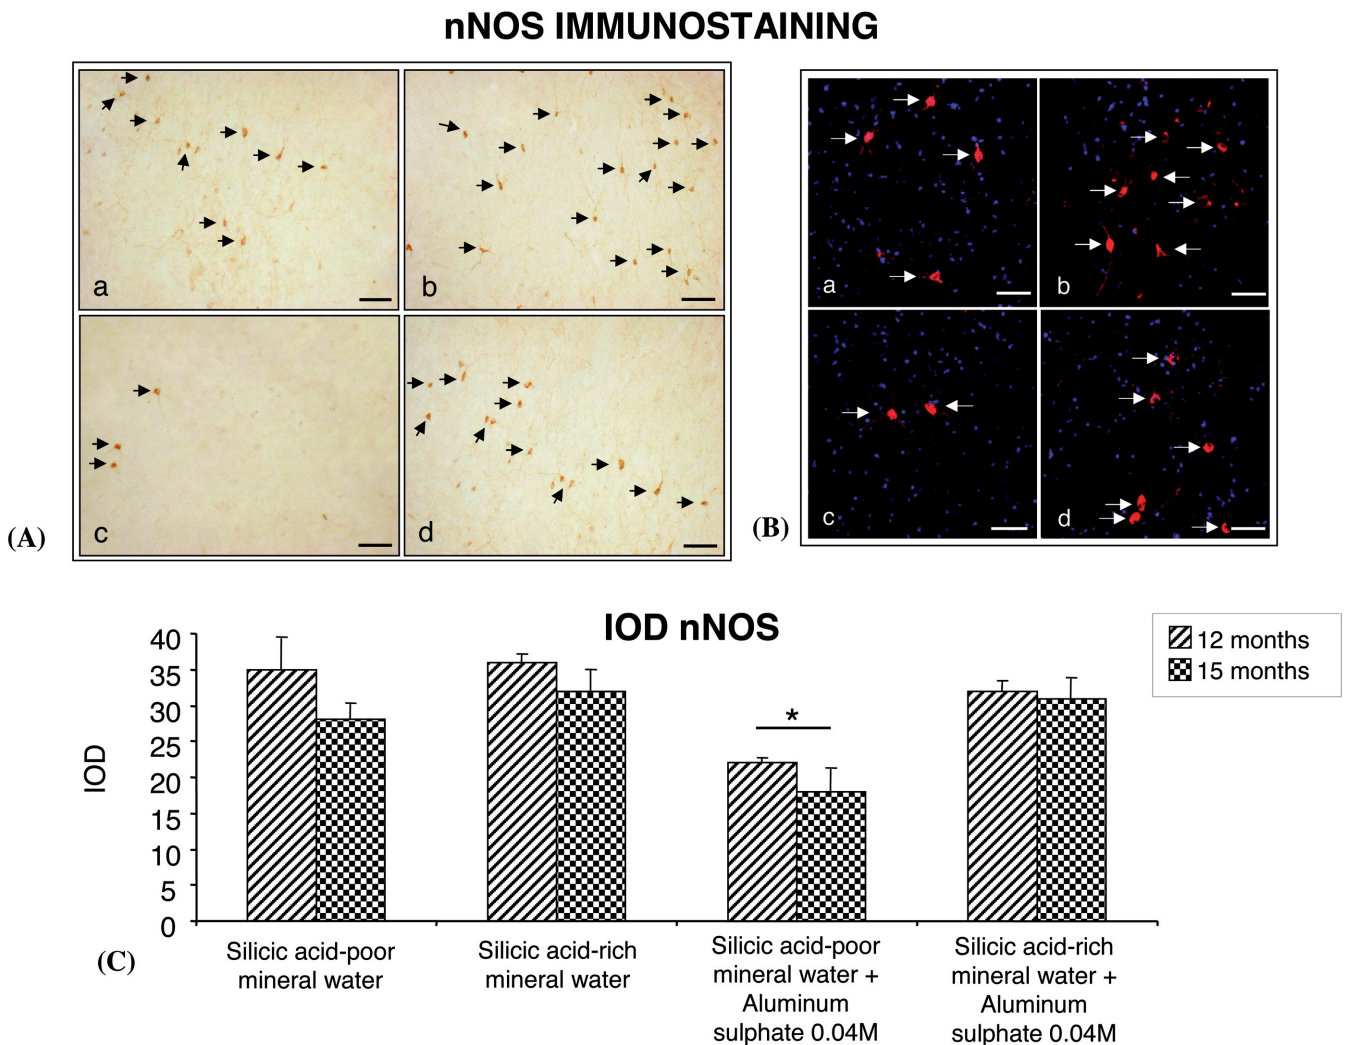 nNOS IMMUNOSTAINING
a
b
c
d
(A)
a
b
c
d
(B)
IOD nNOS
12 months
15 months
IOD
40
35
30
25
20
15
10
5
0
*
Silicic acid-poor
mineral water
Silicic acid-rich
mineral water
Silicic acid-poor
mineral water +
Aluminum
sulphate 0.04M
Silicic acid-rich
mineral water +
Aluminum
sulphate 0.04M
(C)